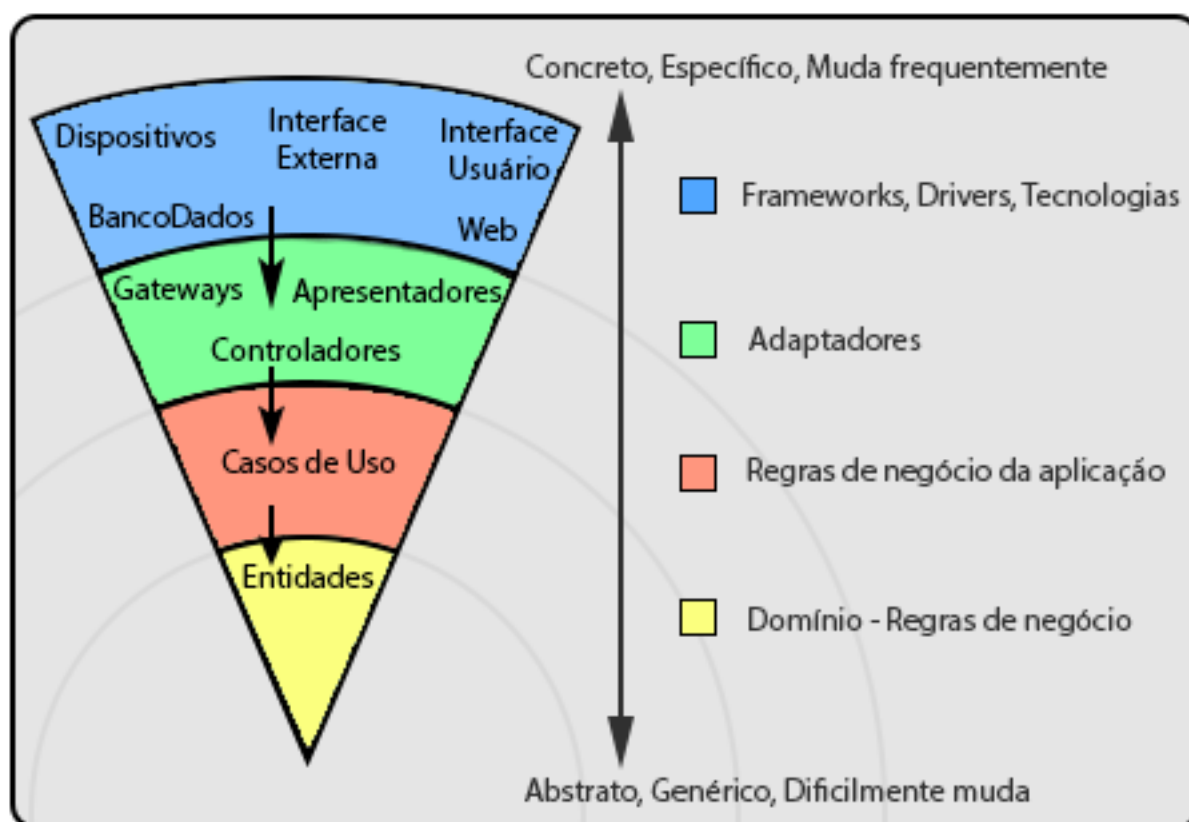 Concreto, Específico, Muda frequentemente
Dispositivos
Interface
Externa
Interface
Usuário
BancoDados
Web
Frameworks, Drivers, Tecnologias
Gateways
Apresentadores
Controladores
Adaptadores
Casos de Uso
Regras de negócio da aplicação
Entidades
Domínio - Regras de negócio
Abstrato, Genérico, Dificilmente muda